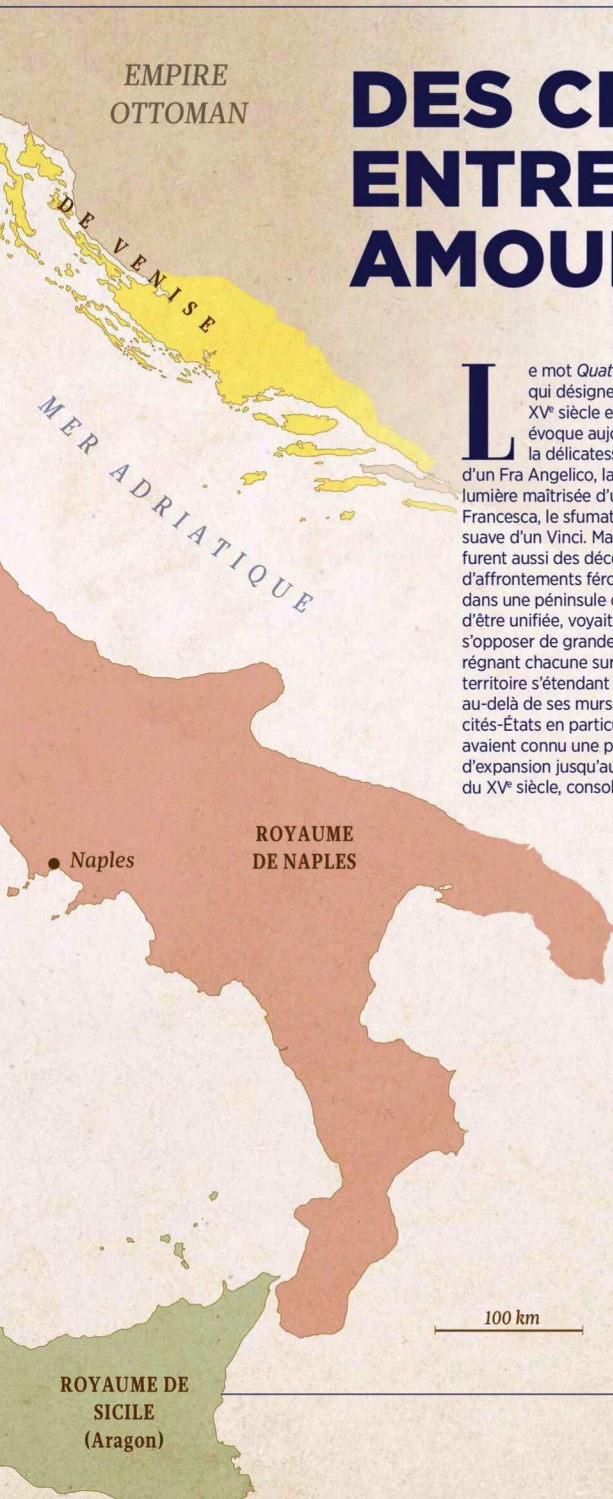 EMPIRE
OTTOMAN
DES
ENTRE
AMOU
DE VENISE
MER ADRIATIQUE
Le mot Quat
qui désigne
XVe siècle e
évoque aujo
la délicatess
d'un Fra Angelico, la
lumière maîtrisée d'u
Francesca, le sfumat
suave d'un Vinci. Ma
furent aussi des déc
d'affrontements féro
dans une péninsule
d'être unifiée, voyait
s'opposer de grande
régnant chacune sur
territoire s'étendant
au-delà de ses murs
cités-États en particu
avaient connu une p
d'expansion jusqu'au
du XVe siècle, consol
ROYAUME
DE NAPLES
Naples
100 km
ROYAUME DE
SICILE
(Aragon)